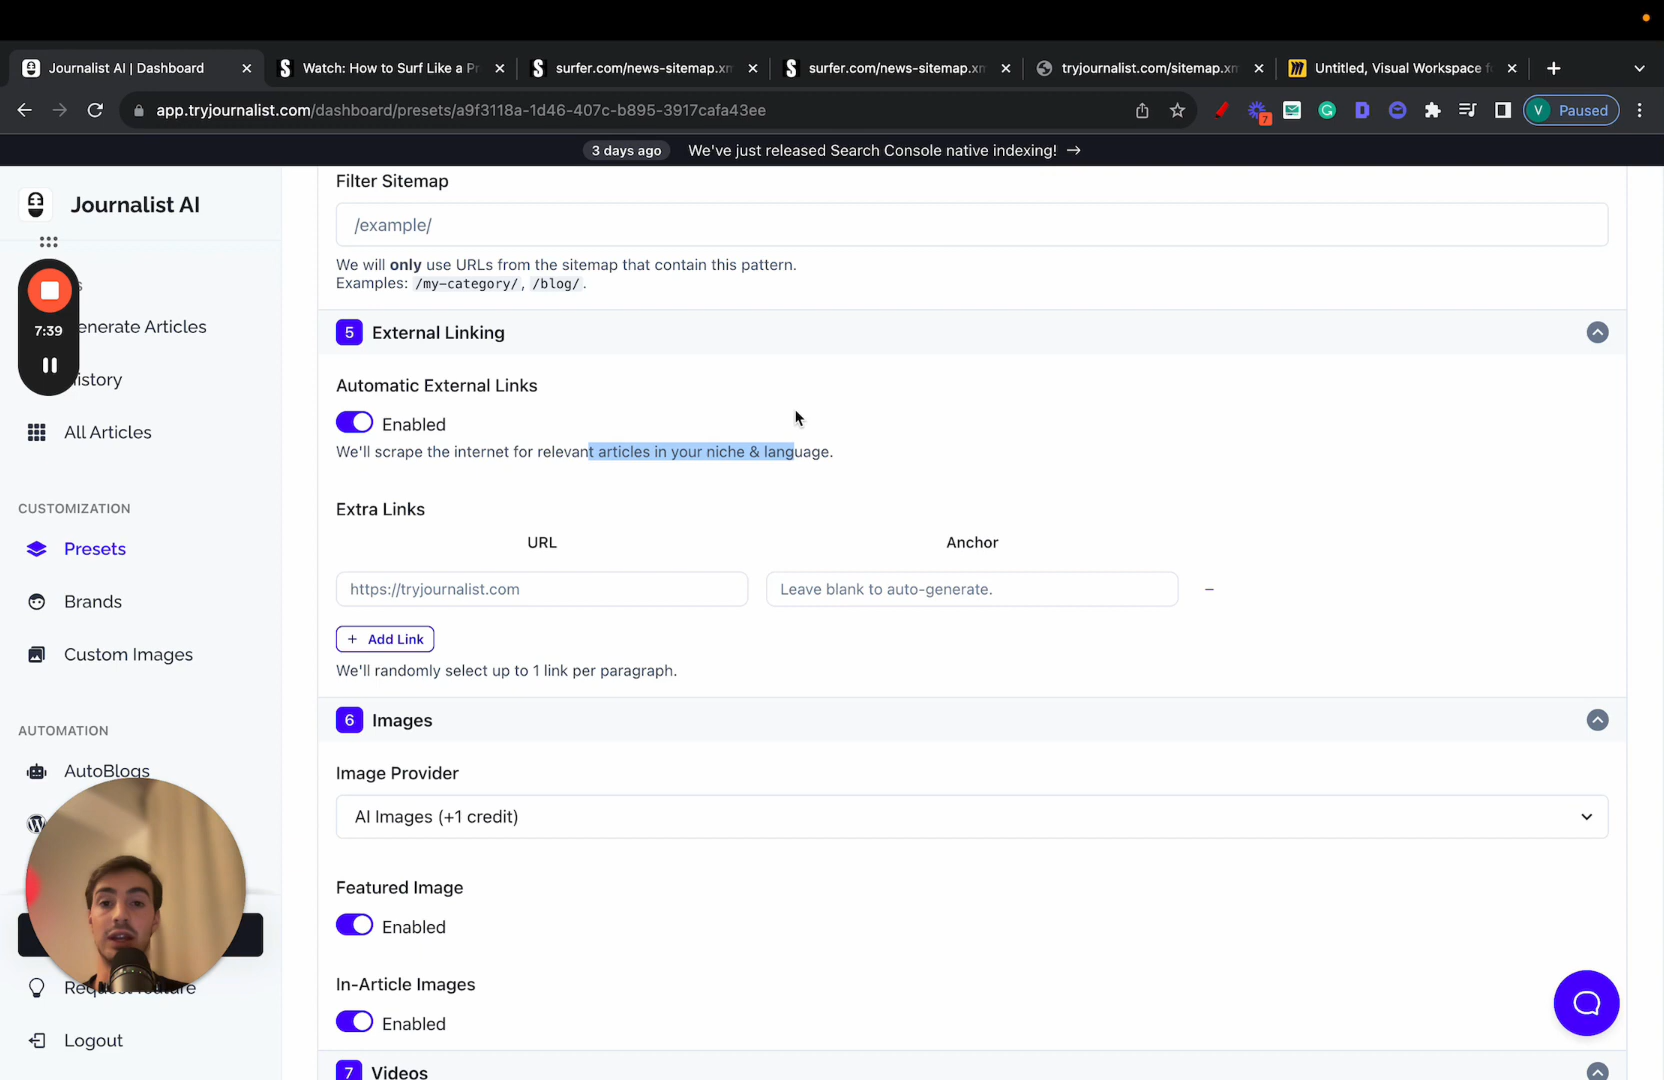 Journalist AI | Dashboard
Watch: How to Surf Like a P
surfer.com/news-sitemap.xm
surfer.com/news-sitemap.xm
tryjournalist.com/sitemap.xm
Untitled, Visual Workspace f
app.tryjournalist.com/dashboard/presets/a9f3118a-1d46-407c-b895-3917cafa43ee
7
V Paused
3 days ago We've just released Search Console native indexing! →
Journalist AI
7:39
enerate Articles
istory
All Articles
CUSTOMIZATION
Presets
Brands
Custom Images
AUTOMATION
AutoBlogs
Request feature
Logout
Filter Sitemap
/example/
We will only use URLs from the sitemap that contain this pattern.
Examples: /my-category/, /blog/.
5 External Linking
Automatic External Links
Enabled
We'll scrape the internet for relevant articles in your niche & language.
Extra Links
URL Anchor
https://tryjournalist.com Leave blank to auto-generate. –
+ Add Link
We'll randomly select up to 1 link per paragraph.
6 Images
Image Provider
AI Images (+1 credit)
Featured Image
Enabled
In-Article Images
Enabled
7 Videos